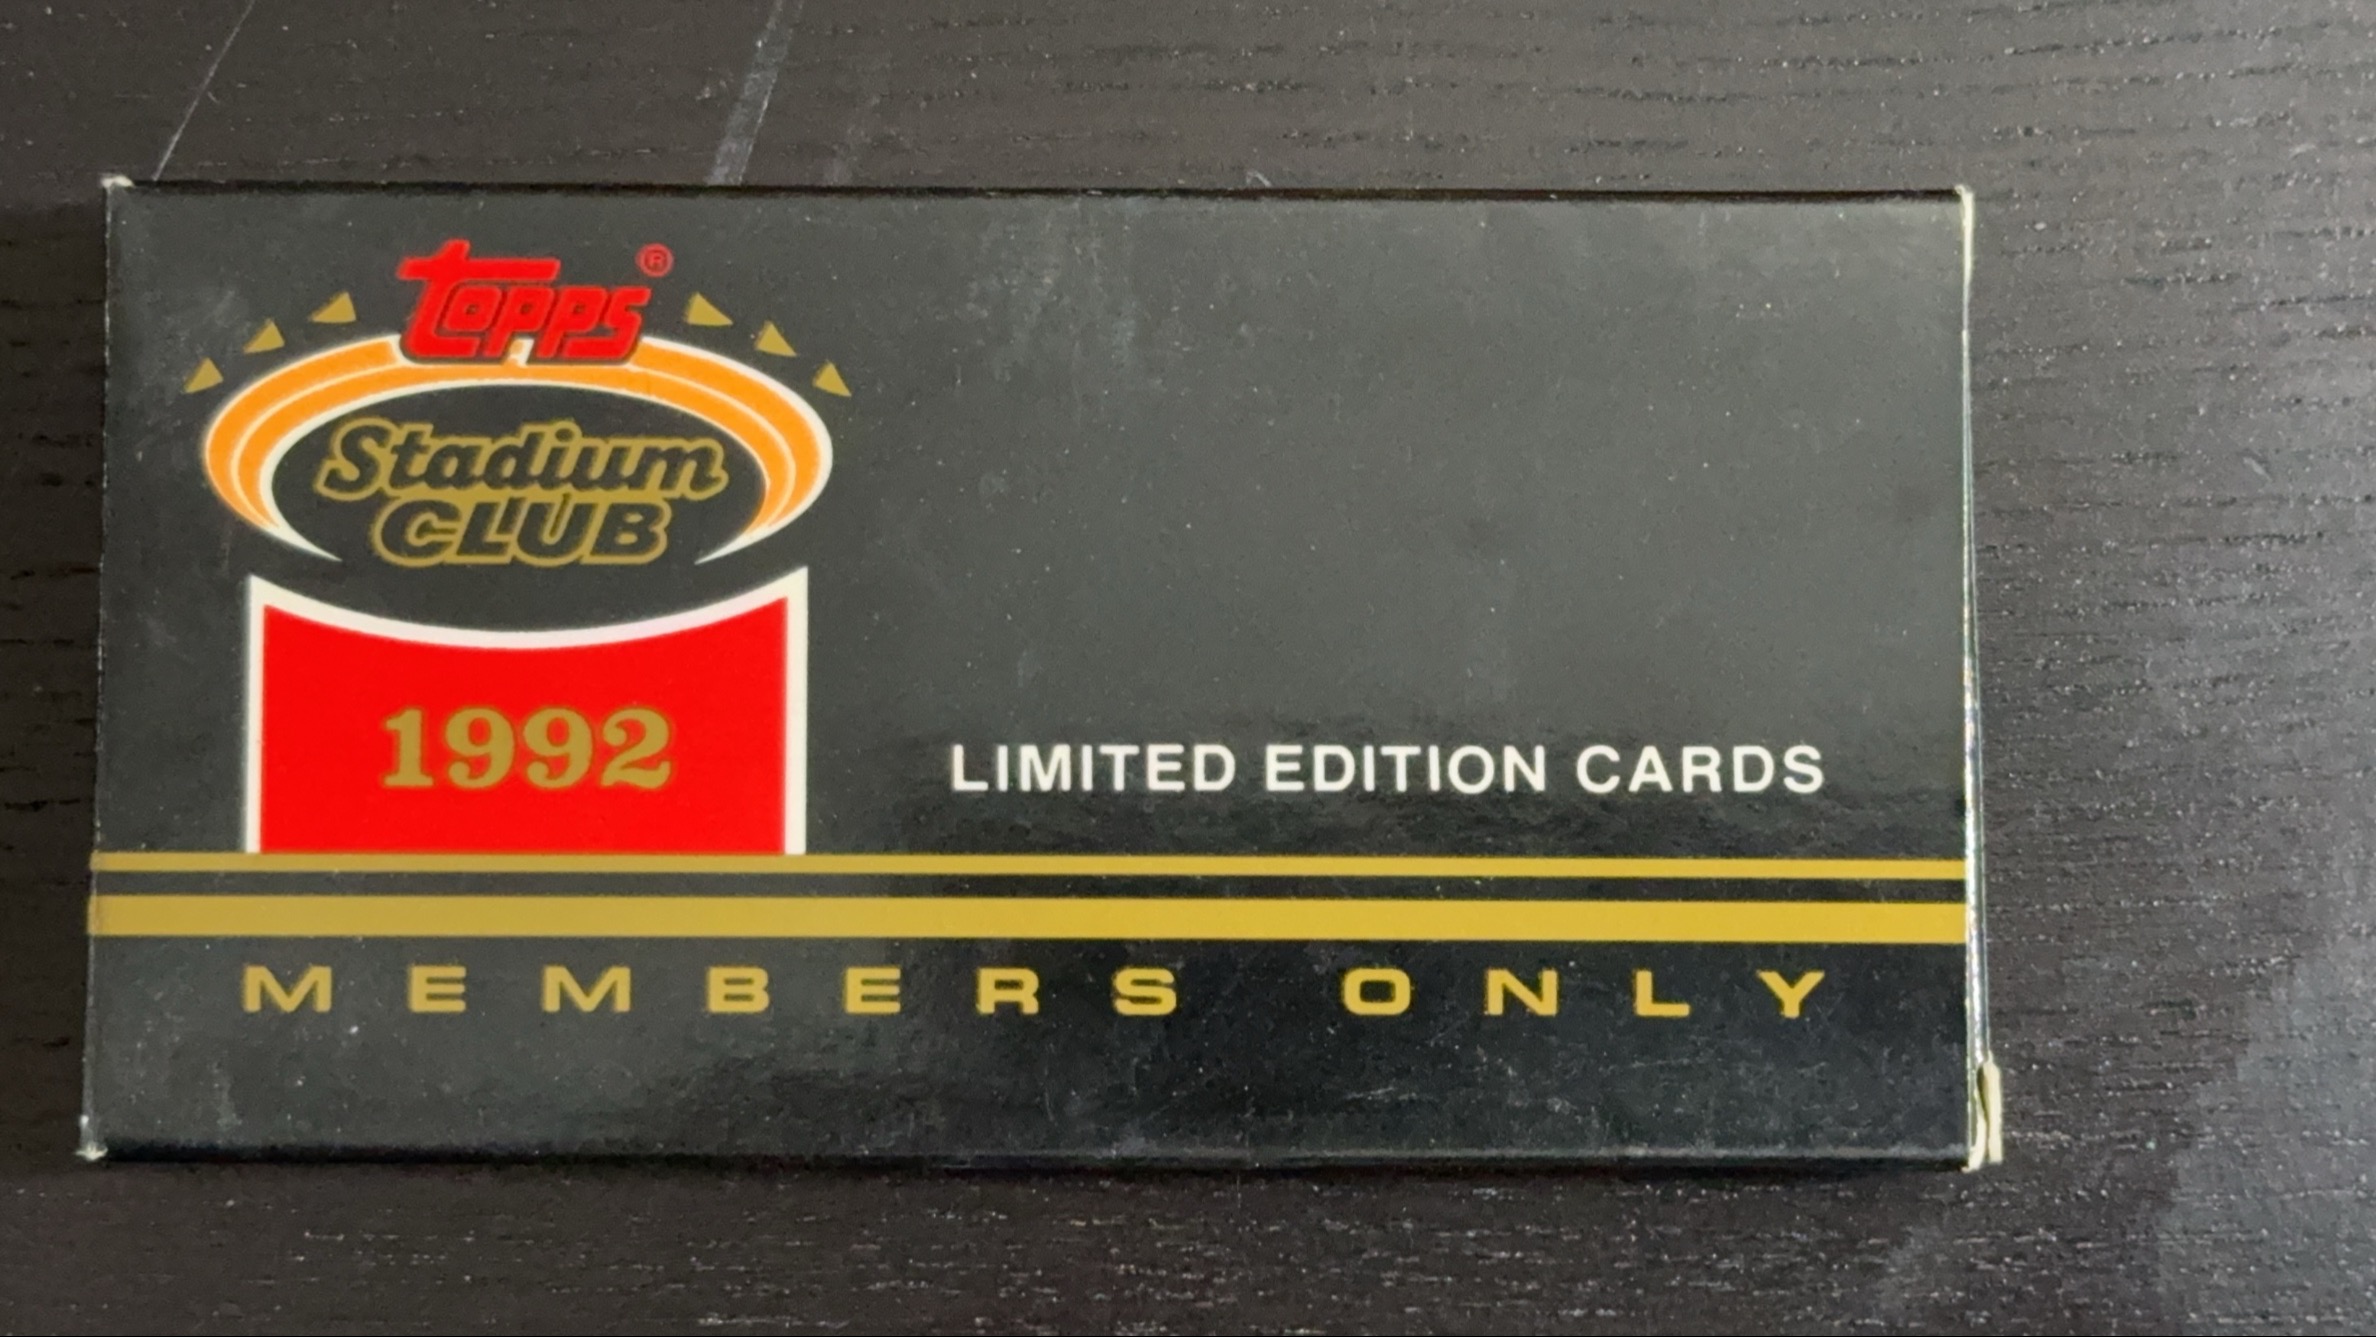 Topps®
Stadium
CLUB
1992
LIMITED EDITION CARDS
MEMBERS ONLY